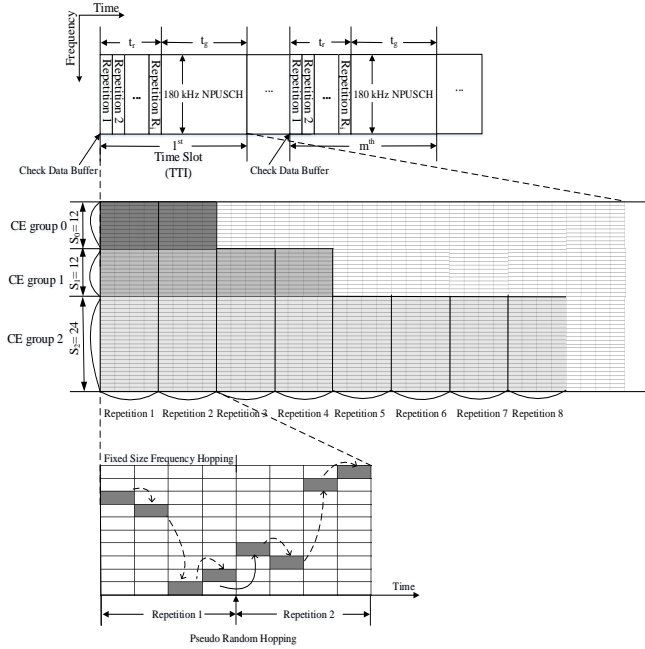 Time
Frequency
t_r
t_g
t_r
t_g
Repetition 1
Repetition 2
...
Repetition R_i
180 kHz NPUSCH
...
Repetition 1
Repetition 2
...
Repetition R_i
180 kHz NPUSCH
...
Check Data Buffer
1st
Time Slot
(TTI)
Check Data Buffer
mth
CE group 0
S_0= 12
CE group 1
S_1= 12
CE group 2
S_2= 24
Repetition 1
Repetition 2
Repetition 3
Repetition 4
Repetition 5
Repetition 6
Repetition 7
Repetition 8
Fixed Size Frequency Hopping
Time
Repetition 1
Repetition 2
Pseudo Random Hopping